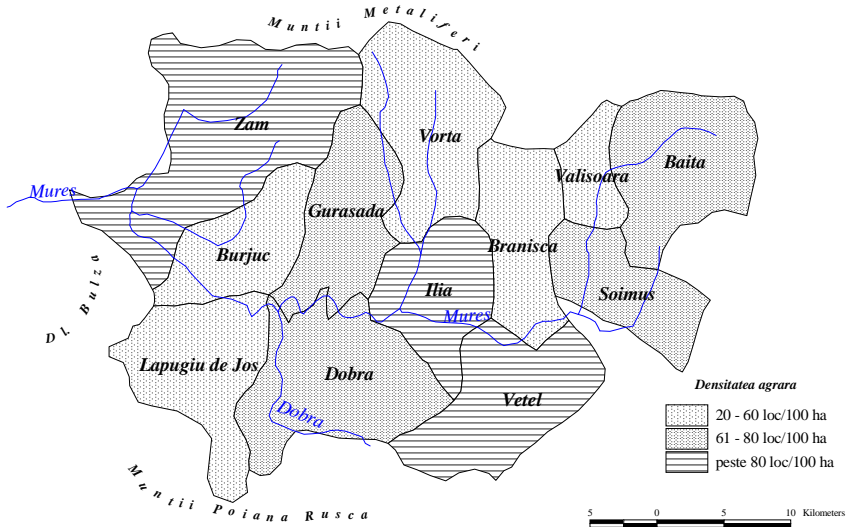 Muntii Metaliferi
Zam
Vorta
Valisoara
Baita
Mures
Gurasada
Burjuc
Branisca
Dl. Bulza
Ilia
Soimus
Mures
Lapugiu de Jos
Dobra
Vetel
Dobra
Densitatea agrara
20 - 60 loc/100 ha
61 - 80 loc/100 ha
peste 80 loc/100 ha
Muntii Poiana Rusca
5 0 5 10 Kilometers